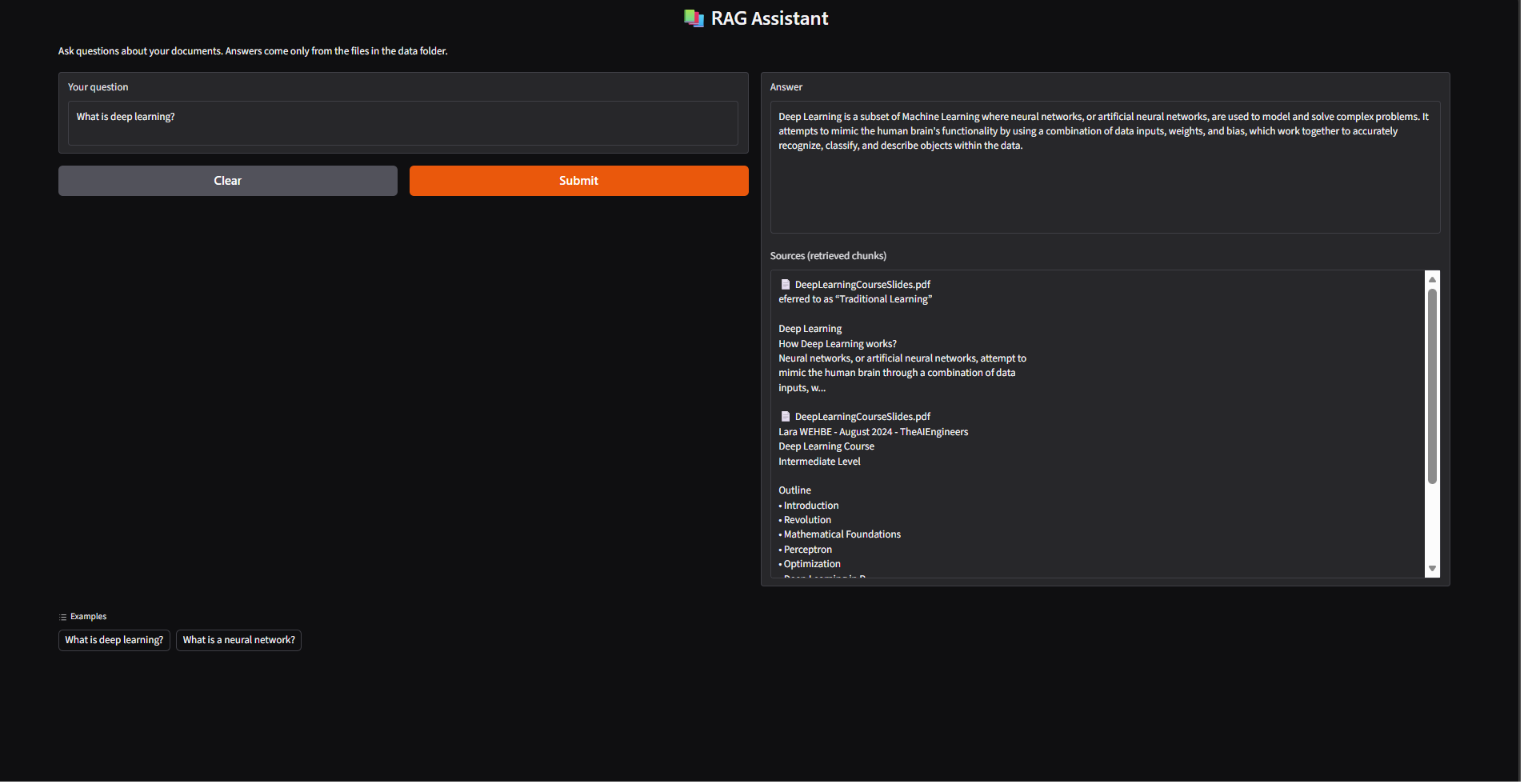 RAG Assistant
Ask questions about your documents. Answers come only from the files in the data folder.
Your question
What is deep learning?
Clear
Submit
Answer
Deep Learning is a subset of Machine Learning where neural networks, or artificial neural networks, are used to model and solve complex problems. It
attempts to mimic the human brain's functionality by using a combination of data inputs, weights, and bias, which work together to accurately
recognize, classify, and describe objects within the data.
Sources (retrieved chunks)
DeepLearningCourseSlides.pdf
eferred to as “Traditional Learning”
Deep Learning
How Deep Learning works?
Neural networks, or artificial neural networks, attempt to
mimic the human brain through a combination of data
inputs, w...
DeepLearningCourseSlides.pdf
Lara WEHBE - August 2024 - TheAIEngineers
Deep Learning Course
Intermediate Level
Outline
• Introduction
• Revolution
• Mathematical Foundations
• Perceptron
• Optimization
Examples
What is deep learning?
What is a neural network?